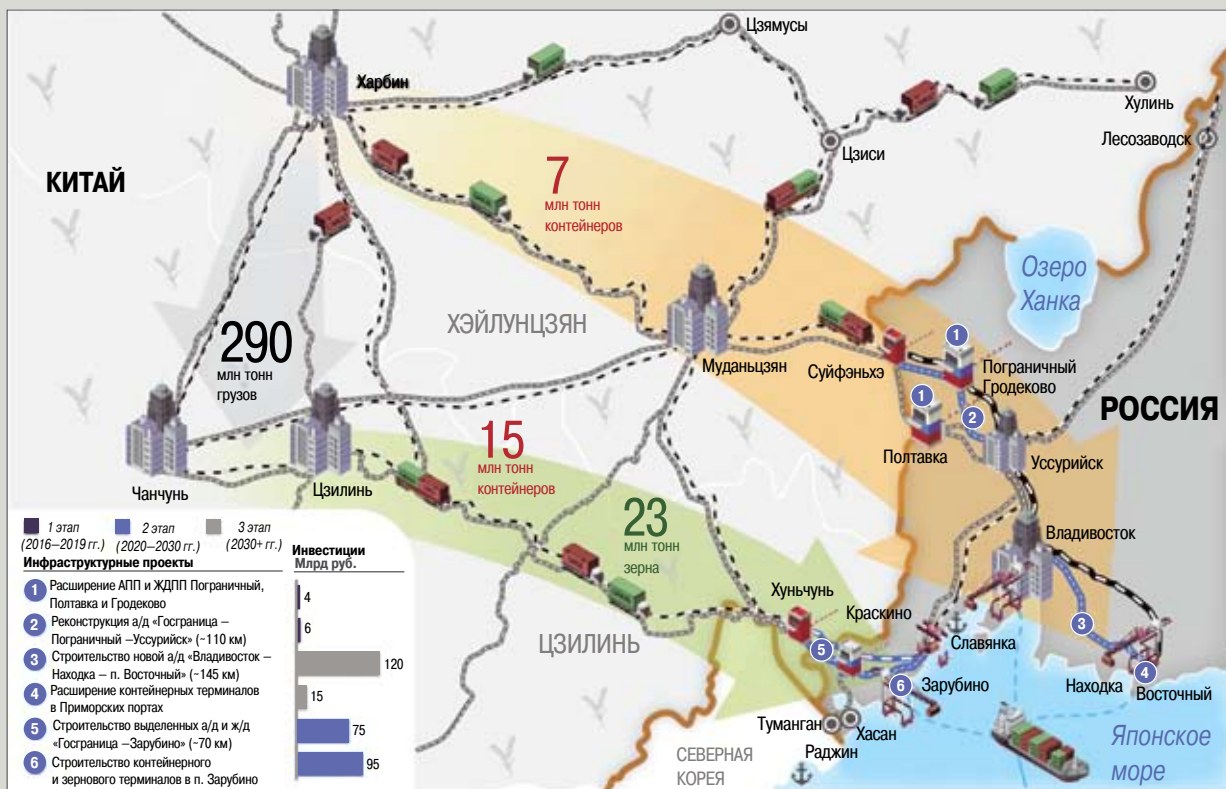 Харбин
Цзямусы
Хулинь
Лесозаводск
Цзиси
КИТАЙ
7
млн тонн
контейнеров
Озеро
Ханка
ХЭЙЛУНЦЗЯН
290
млн тонн
грузов
Муданьцзян
Суйфэньхэ
1
Пограничный
Гродеково
1
2
РОССИЯ
Полтавка
Уссурийск
15
млн тонн
контейнеров
Чанчунь
Цзилинь
23
млн тонн
зерна
Владивосток
Хуньчунь
Краскино
3
Славянка
ЦЗИЛИНЬ
5
6
Зарубино
Находка
4
Восточный
Туманган
Хасан
Раджин
СЕВЕРНАЯ
КОРЕЯ
Японское
море
1 этап
(2016–2019 гг.)
2 этап
(2020–2030 гг.)
3 этап
(2030+ гг.)
Инвестиции
Млрд руб.
Инфраструктурные проекты
1 Расширение АПП и ЖДПП Пограничный,
Полтавка и Гродеково
4
2 Реконструкция а/д «Госграница –
Пограничный –Уссурийск» (~110 км)
6
3 Строительство новой а/д «Владивосток –
Находка – п. Восточный» (~145 км)
120
4 Расширение контейнерных терминалов
в Приморских портах
15
5 Строительство выделенных а/д и ж/д
«Госграница –Зарубино» (~70 км)
75
6 Строительство контейнерного
и зернового терминалов в п. Зарубино
95